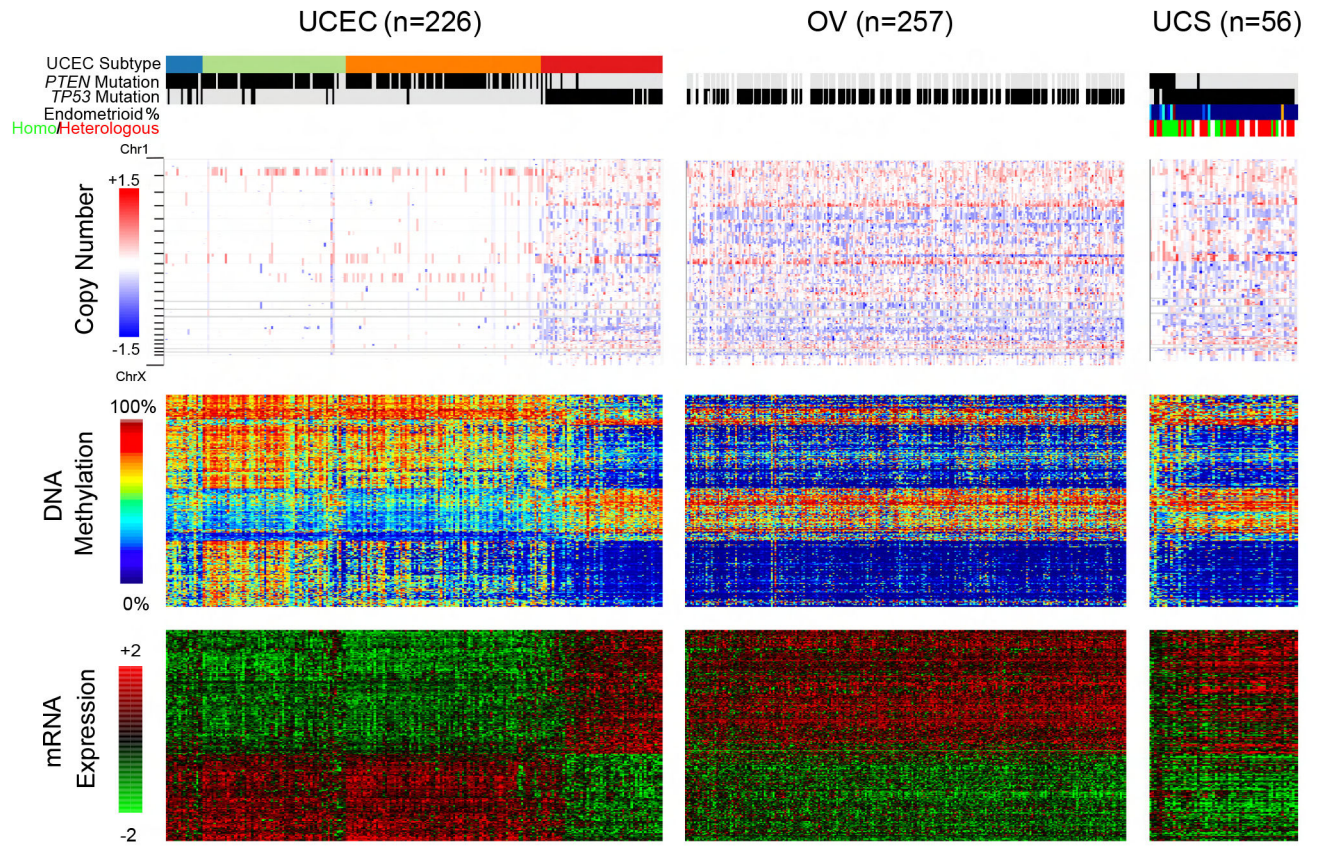 UCEC (n=226)
OV (n=257)
UCS (n=56)
UCEC Subtype
PTEN Mutation
TP53 Mutation
Endometrioid %
Homo/Heterologous
Chr1
+1.5
Copy Number
-1.5
ChrX
100%
DNA
Methylation
0%
+2
mRNA
Expression
-2